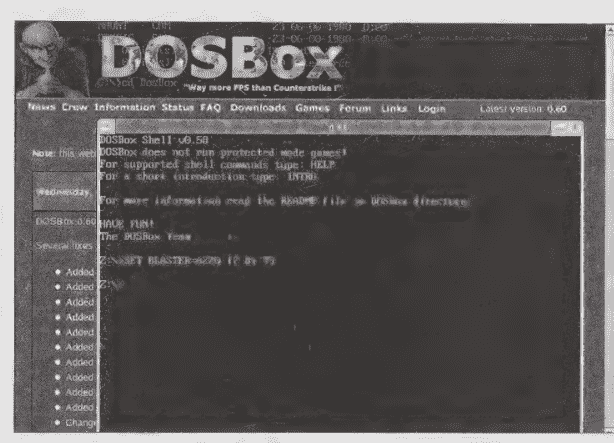 DOSBox
"Way more FPS than Counterstrike !"
News Crew Information Status FAQ Downloads Games Forum Links Login Latest version: 0.60
Note: this web
DOSBox Shell v0.50
DOSBox does not run protected mode games!
For supported shell commands type: HELP
For a short introduction type: INTRO
Wednesday,
For more information read the README file in DOSBox directory
DOSBox 0.60
HAVE FUN!
The DOSBox Team
Several fixes
Z:\>SET BLASTER=A220 I7 D1 T3
Z:\>
Added
Added
Added
Added
Added
Added
Added
Added
Added
Added
Chang